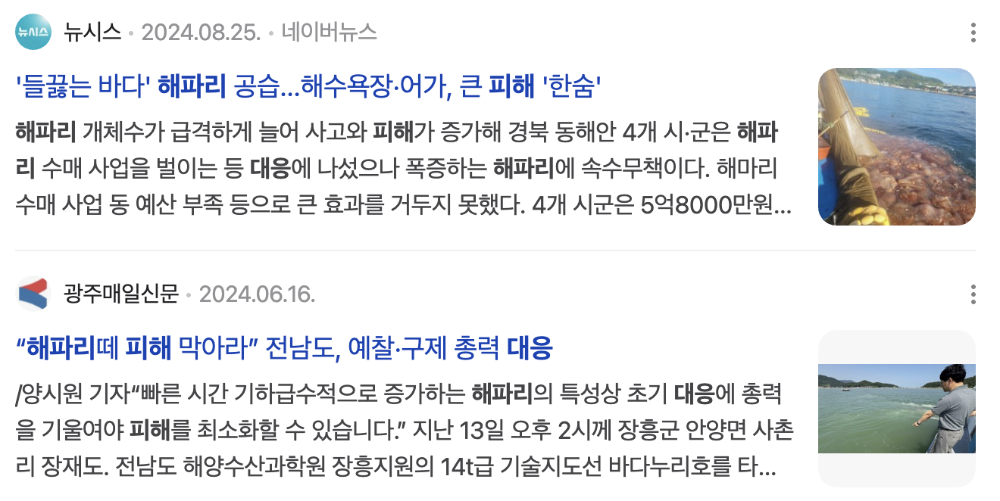 뉴시스
뉴시스 · 2024.08.25. · 네이버뉴스
'들끓는 바다' 해파리 공습...해수욕장·어가, 큰 피해 '한숨'
해파리 개체수가 급격하게 늘어 사고와 피해가 증가해 경북 동해안 4개 시·군은 해파
리 수매 사업을 벌이는 등 대응에 나섰으나 폭증하는 해파리에 속수무책이다. 해마리
수매 사업 동 예산 부족 등으로 큰 효과를 거두지 못했다. 4개 시군은 5억8000만원...
광주매일신문 · 2024.06.16.
“해파리떼 피해 막아라” 전남도, 예찰·구제 총력 대응
/양시원 기자“빠른 시간 기하급수적으로 증가하는 해파리의 특성상 초기 대응에 총력
을 기울여야 피해를 최소화할 수 있습니다.” 지난 13일 오후 2시께 장흥군 안양면 사촌
리 장재도. 전남도 해양수산과학원 장흥지원의 14t급 기술지도선 바다누리호를 타...